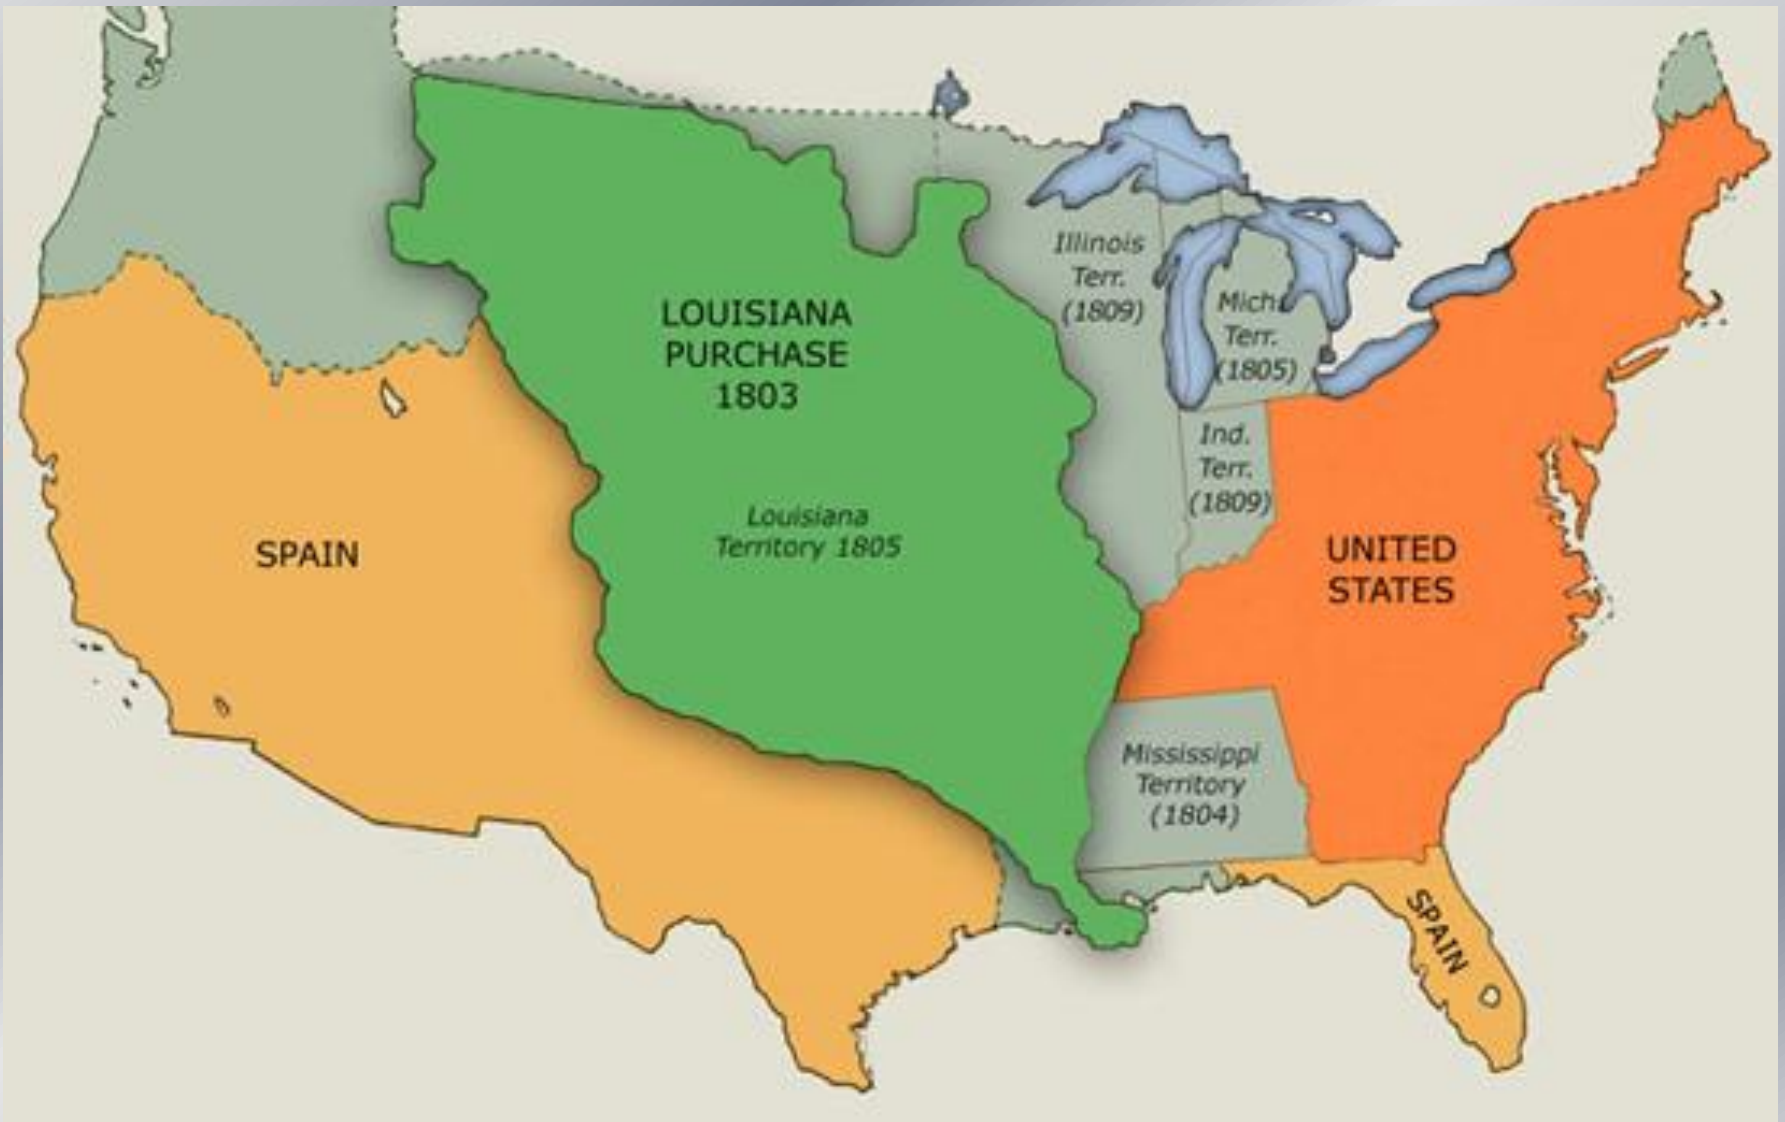 Illinois
Terr.
(1809)
Mich.
Terr.
(1805)
LOUISIANA
PURCHASE
1803
Ind.
Terr.
(1809)
Louisiana
Territory 1805
SPAIN
UNITED
STATES
Mississippi
Territory
(1804)
SPAIN